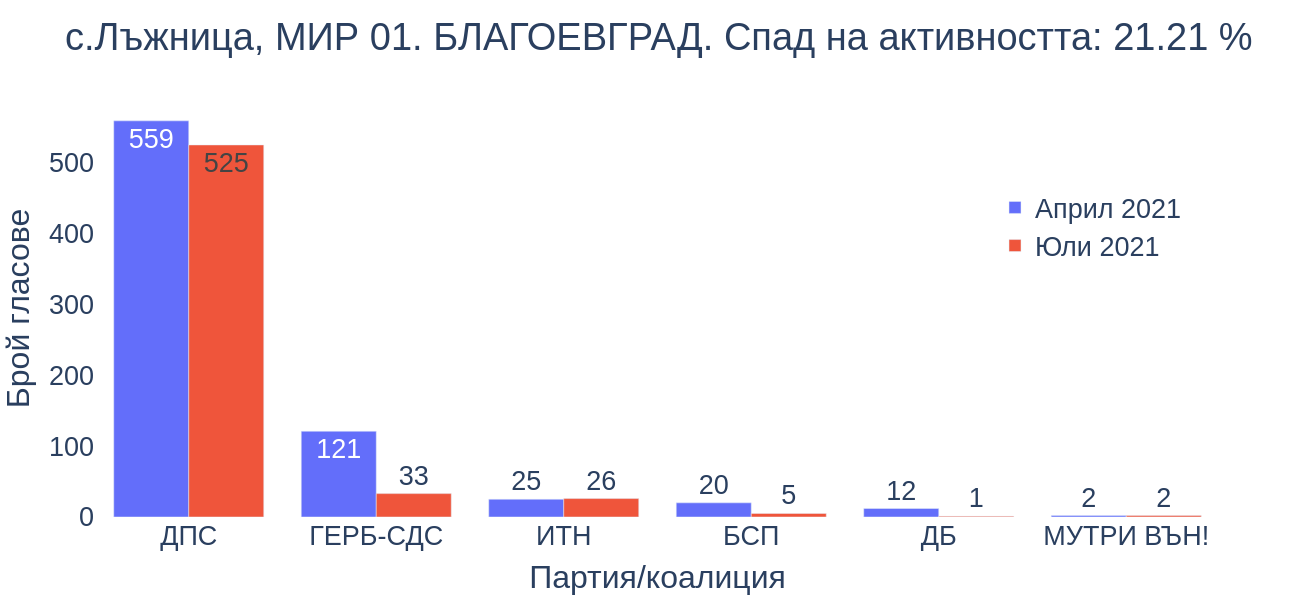 с.Лъжница, МИР 01. БЛАГОЕВГРАД. Спад на активността: 21.21 %
Брой гласове
500
400
300
200
100
0
559
525
121
33
25
26
20
5
12
1
2
2
Април 2021
Юли 2021
ДПС
ГЕРБ-СДС
ИТН
БСП
ДБ
МУТРИ ВЪН!
Партия/коалиция